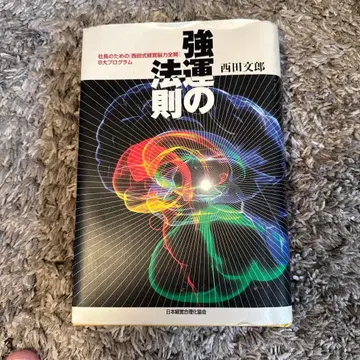 社長のための「西田式経営脳力全開」
8大プログラム
強運の
法則
西田文郎
日本経営合理化協会